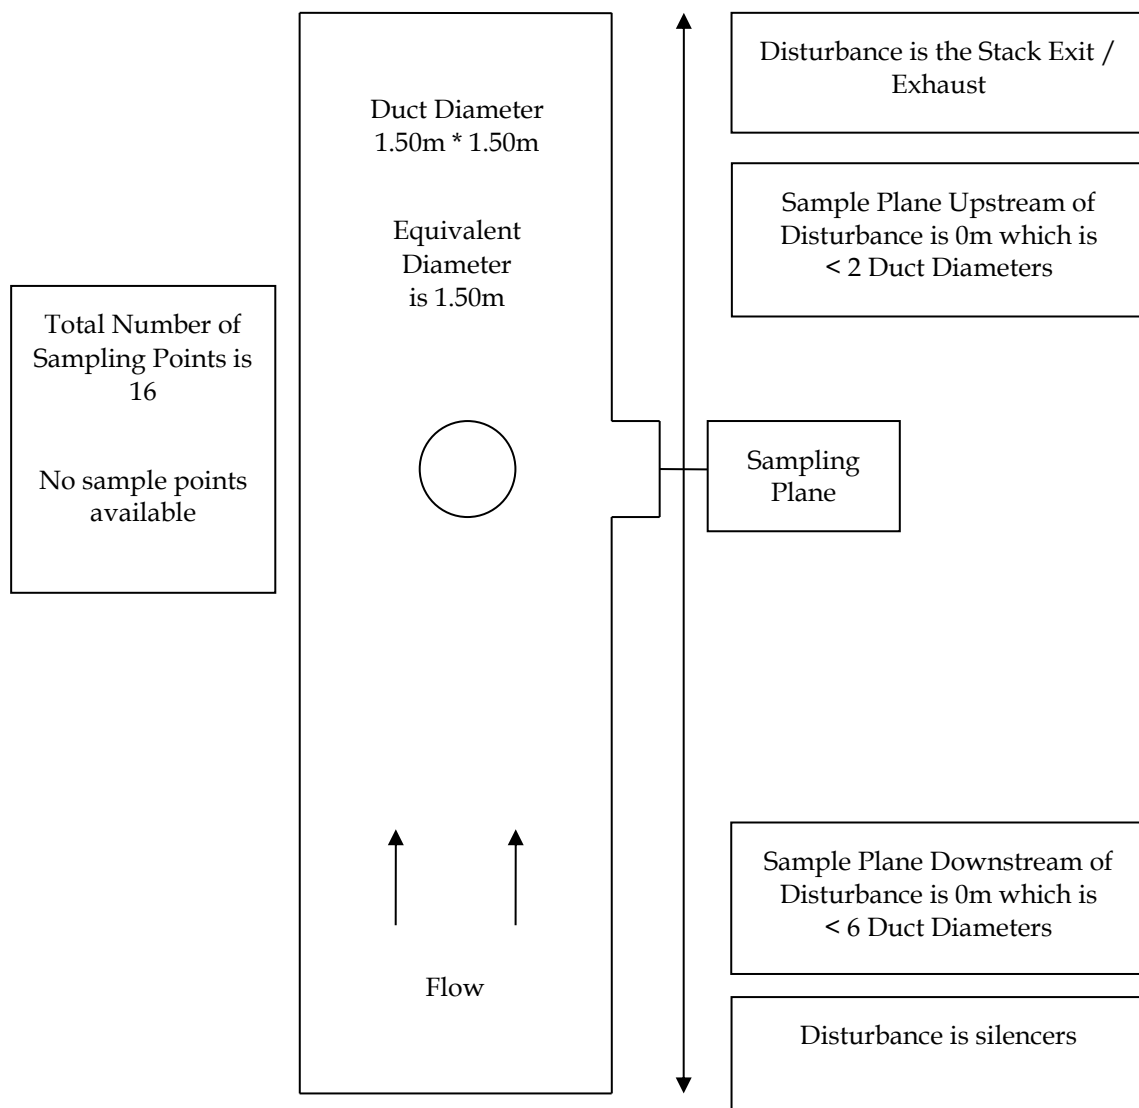 Disturbance is the Stack Exit /
Exhaust
Duct Diameter
1.50m * 1.50m
Sample Plane Upstream of
Disturbance is 0m which is
< 2 Duct Diameters
Equivalent
Diameter
is 1.50m
Total Number of
Sampling Points is
16
No sample points
available
Sampling
Plane
Sample Plane Downstream of
Disturbance is 0m which is
< 6 Duct Diameters
Flow
Disturbance is silencers